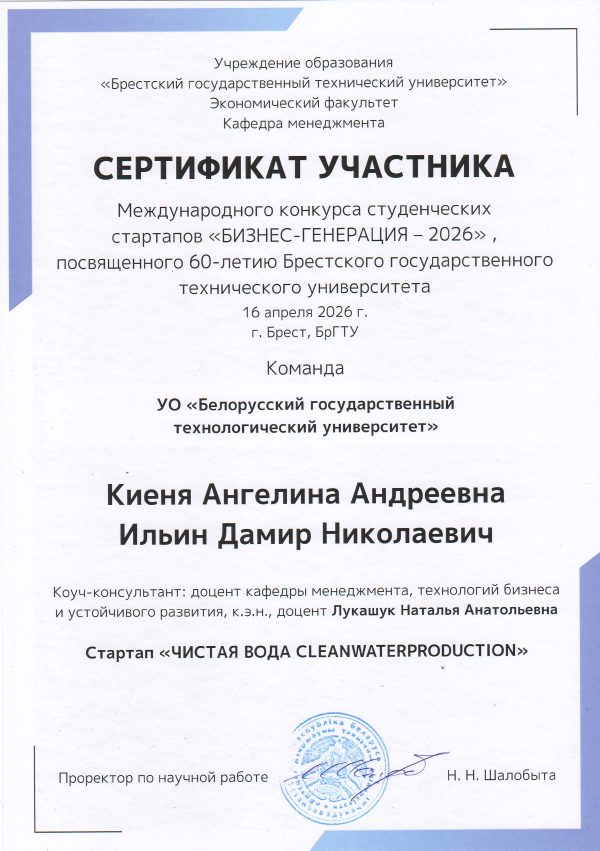 Учреждение образования
«Брестский государственный технический университет»
Экономический факультет
Кафедра менеджмента
СЕРТИФИКАТ УЧАСТНИКА
Международного конкурса студенческих
стартапов «БИЗНЕС-ГЕНЕРАЦИЯ – 2026» ,
посвященного 60-летию Брестского государственного
технического университета
16 апреля 2026 г.
г. Брест, БрГТУ
Команда
УО «Белорусский государственный
технологический университет»
Киеня Ангелина Андреевна
Ильин Дамир Николаевич
Коуч-консультант: доцент кафедры менеджмента, технологий бизнеса
и устойчивого развития, к.э.н., доцент Лукашук Наталья Анатольевна
Стартап «ЧИСТАЯ ВОДА CLEANWATERPRODUCTION»
Проректор по научной работе
Н. Н. Шалобыта